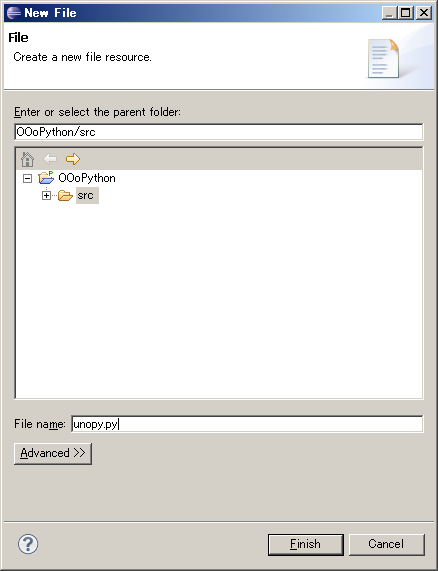 New File
File
Create a new file resource.
Enter or select the parent folder:
OOoPython/src
OOoPython
src
File name: unopy.py
Advanced >>
Finish Cancel